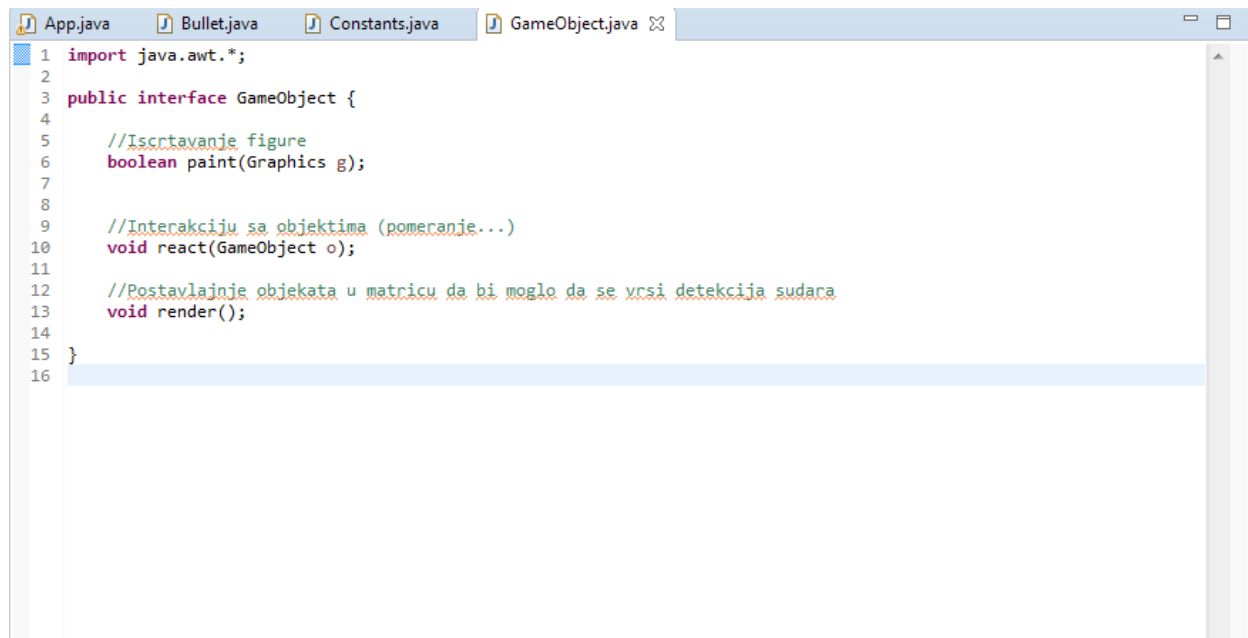 App.java Bullet.java Constants.java GameObject.java
1 import java.awt.*;
2
3 public interface GameObject {
4
5 //Iscrtavanje figure
6 boolean paint(Graphics g);
7
8
9 //Interakciju sa objektima (pomeranje...)
10 void react(GameObject o);
11
12 //Postavlajnje objekata u matricu da bi moglo da se vrsi detekcija sudara
13 void render();
14
15 }
16